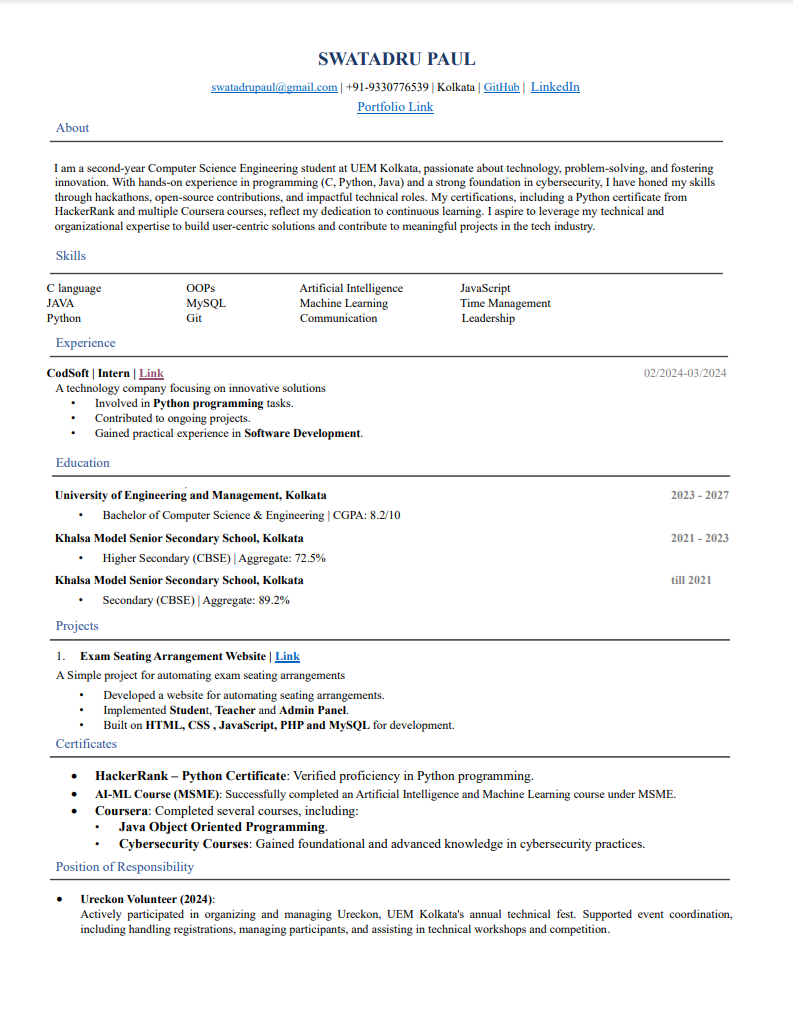 SWATADRU PAUL
swatadrupaul@gmail.com | +91-9330776539 | Kolkata | GitHub | LinkedIn
Portfolio Link
About
I am a second-year Computer Science Engineering student at UEM Kolkata, passionate about technology, problem-solving, and fostering
innovation. With hands-on experience in programming (C, Python, Java) and a strong foundation in cybersecurity, I have honed my skills
through hackathons, open-source contributions, and impactful technical roles. My certifications, including a Python certificate from
HackerRank and multiple Coursera courses, reflect my dedication to continuous learning. I aspire to leverage my technical and
organizational expertise to build user-centric solutions and contribute to meaningful projects in the tech industry.
Skills
C language OOPs Artificial Intelligence JavaScript
JAVA MySQL Machine Learning Time Management
Python Git Communication Leadership
Experience
CodSoft | Intern | Link 02/2024-03/2024
A technology company focusing on innovative solutions
• Involved in Python programming tasks.
• Contributed to ongoing projects.
• Gained practical experience in Software Development.
Education
University of Engineering and Management, Kolkata 2023 - 2027
• Bachelor of Computer Science & Engineering | CGPA: 8.2/10
Khalsa Model Senior Secondary School, Kolkata 2021 - 2023
• Higher Secondary (CBSE) | Aggregate: 72.5%
Khalsa Model Senior Secondary School, Kolkata till 2021
• Secondary (CBSE) | Aggregate: 89.2%
Projects
1. Exam Seating Arrangement Website | Link
A Simple project for automating exam seating arrangements
• Developed a website for automating seating arrangements.
• Implemented Student, Teacher and Admin Panel.
• Built on HTML, CSS , JavaScript, PHP and MySQL for development.
Certificates
• HackerRank – Python Certificate: Verified proficiency in Python programming.
• AI-ML Course (MSME): Successfully completed an Artificial Intelligence and Machine Learning course under MSME.
• Coursera: Completed several courses, including:
• Java Object Oriented Programming.
• Cybersecurity Courses: Gained foundational and advanced knowledge in cybersecurity practices.
Position of Responsibility
• Ureckon Volunteer (2024):
Actively participated in organizing and managing Ureckon, UEM Kolkata's annual technical fest. Supported event coordination,
including handling registrations, managing participants, and assisting in technical workshops and competition.